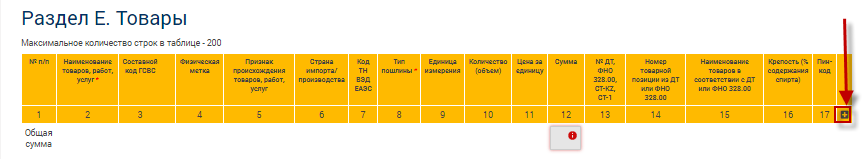 Раздел Е. Товары
Максимальное количество строк в таблице - 200
№ п/п
Наименование
товаров, работ,
услуг *
Составной
код ГСВС
Физическая
метка
Признак
происхождения
товаров, работ,
услуг
Страна
импорта/
производства
Код
ТН
ВЭД
ЕАЭС
Тип
пошлины *
Единица
измерения
Количество
(объем)
Цена за
единицу
Сумма
№ ДТ,
ФНО
328.00,
СТ-KZ,
СТ-1
Номер
товарной
позиции из ДТ
или ФНО
328.00
Наименование
товаров в
соответствии с ДТ
или ФНО 328.00
Крепость (%
содержания
спирта)
Пин-
код
1 2 3 4 5 6 7 8 9 10 11 12 13 14 15 16 17
Общая
сумма